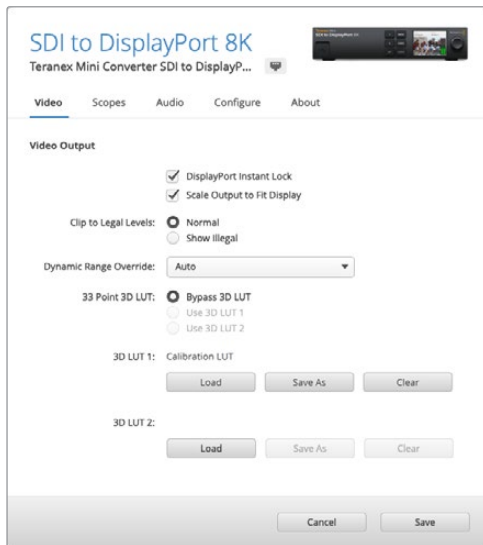 SDI to DisplayPort 8K
Teranex Mini Converter SDI to DisplayP...
Video Scopes Audio Configure About
Video Output
DisplayPort Instant Lock
Scale Output to Fit Display
Clip to Legal Levels: Normal
Show Illegal
Dynamic Range Override: Auto
33 Point 3D LUT: Bypass 3D LUT
Use 3D LUT 1
Use 3D LUT 2
3D LUT 1: Calibration LUT
Load Save As Clear
3D LUT 2:
Load Save As Clear
Cancel Save